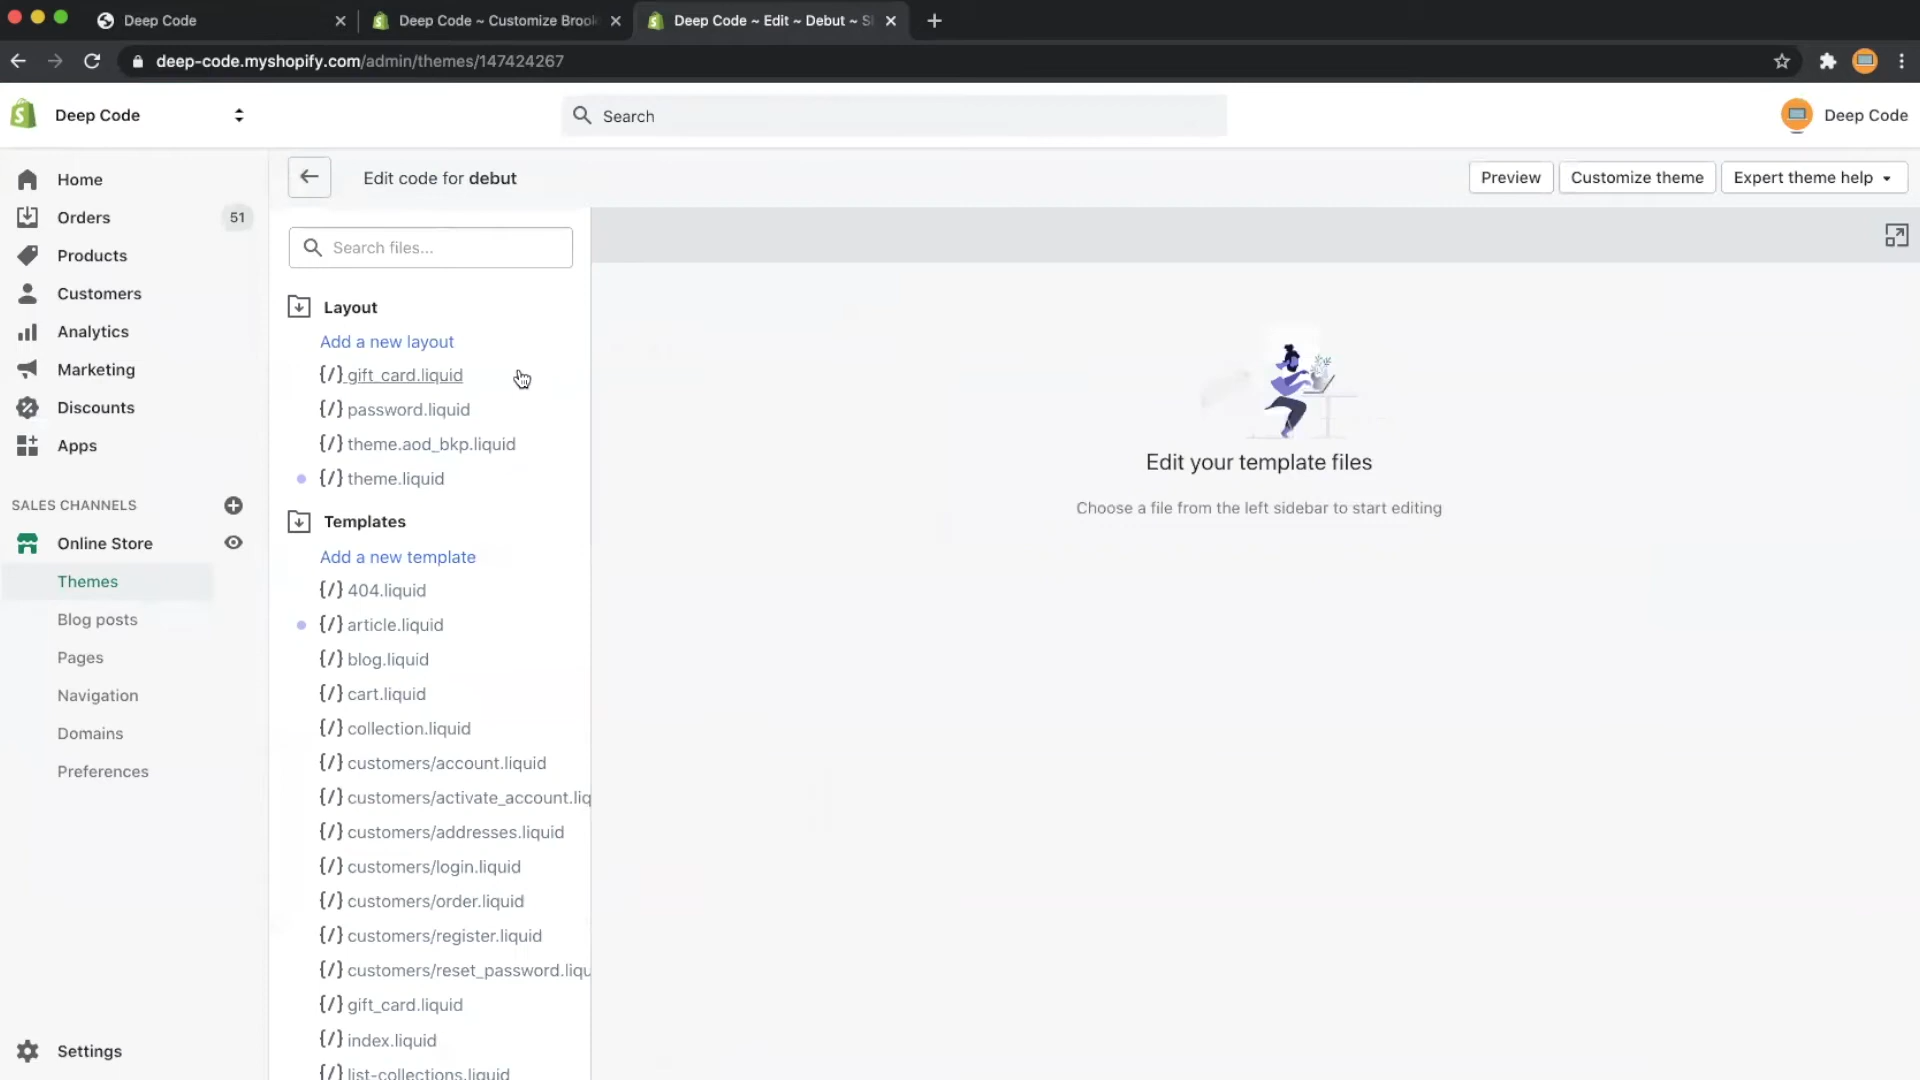 Deep Code
Deep Code ~ Customize Brook
Deep Code ~ Edit ~ Debut ~ S
deep-code.myshopify.com/admin/themes/147424267
Deep Code
Search
Deep Code
Home
Orders
51
Products
Customers
Analytics
Marketing
Discounts
Apps
SALES CHANNELS
Online Store
Themes
Blog posts
Pages
Navigation
Domains
Preferences
Settings
Edit code for debut
Preview
Customize theme
Expert theme help
Search files...
Layout
Add a new layout
{/} gift_card.liquid
{/} password.liquid
{/} theme.aod_bkp.liquid
{/} theme.liquid
Templates
Add a new template
{/} 404.liquid
{/} article.liquid
{/} blog.liquid
{/} cart.liquid
{/} collection.liquid
{/} customers/account.liquid
{/} customers/activate_account.liq
{/} customers/addresses.liquid
{/} customers/login.liquid
{/} customers/order.liquid
{/} customers/register.liquid
{/} customers/reset_password.liqu
{/} gift_card.liquid
{/} index.liquid
{/} list-collections.liquid
Edit your template files
Choose a file from the left sidebar to start editing